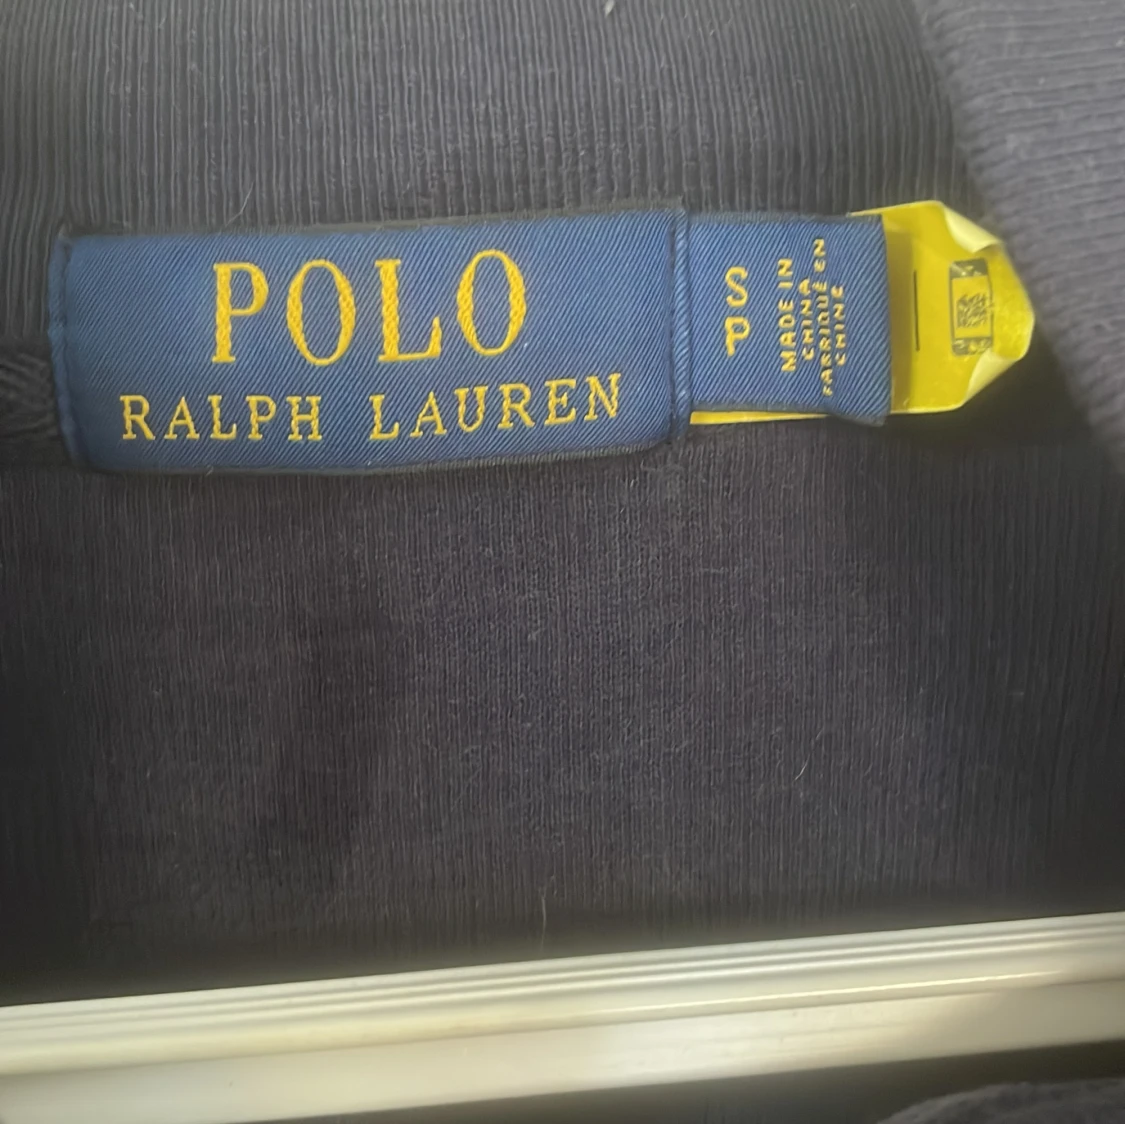 POLO
RALPH LAUREN
S
P
MADE IN
CHINA
FABRIQUÉ EN
CHINE